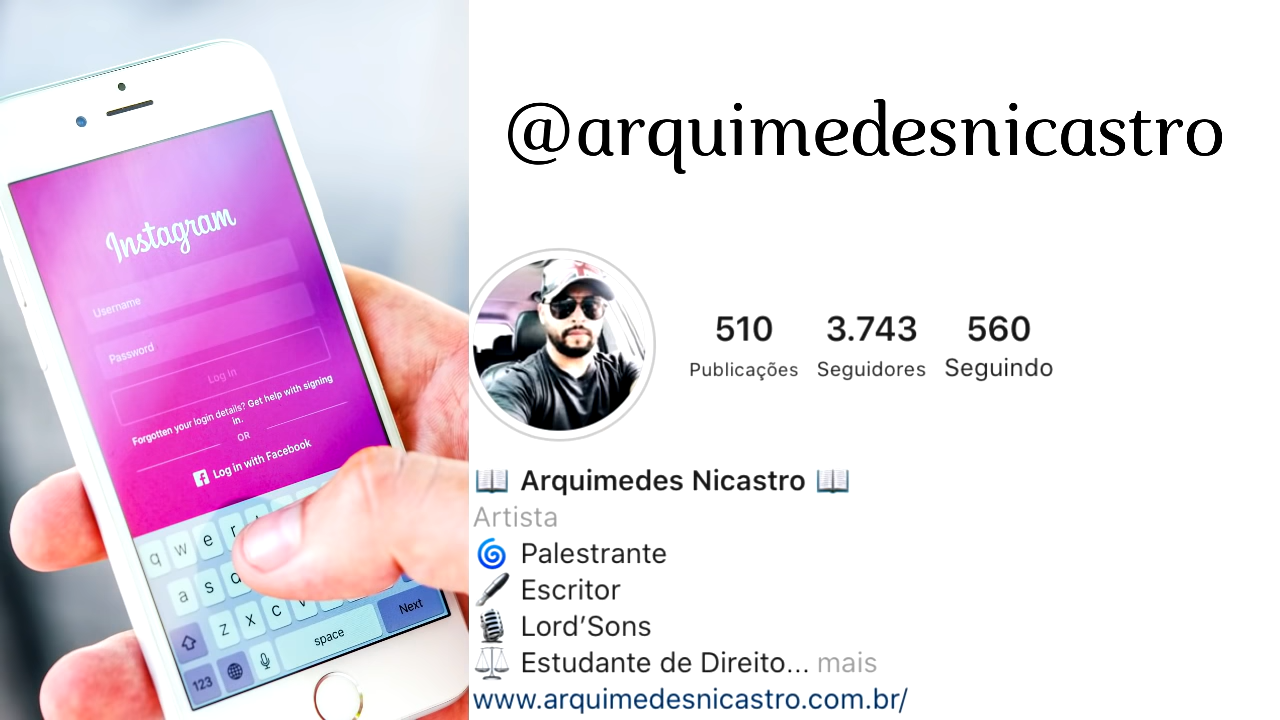 Instagram
Username
Password
Log In
Forgotten your login details? Get help with signing
in.
OR
Log in with Facebook
q w e r
a s
z x c
space
Next
123
@arquimedesnicastro
510 3.743 560
Publicações Seguidores Seguindo
📖 Arquimedes Nicastro 📖
Artista
🌀 Palestrante
🖋️ Escritor
🎙️ Lord’Sons
⚖️ Estudante de Direito... mais
www.arquimedesnicastro.com.br/